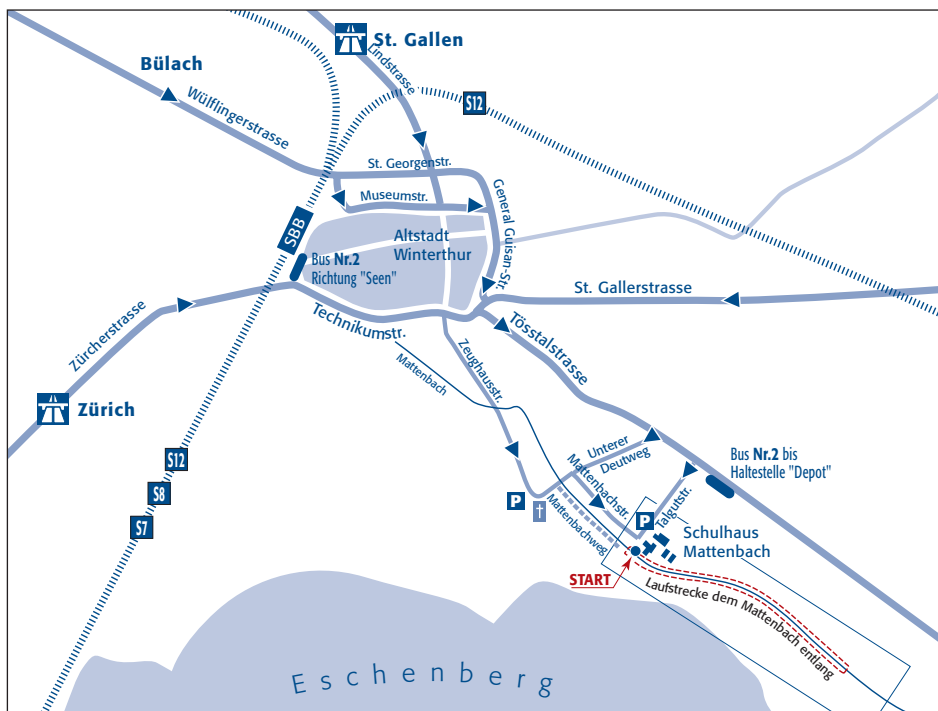 St. Gallen
Lindstrasse
Bülach
Wülflingerstrasse
S12
St. Georgenstr.
Museumstr.
General Guisan-Str.
SBB
Altstadt
Winterthur
Bus Nr.2
Richtung "Seen"
St. Gallerstrasse
Technikumstr.
Tösstalstrasse
Zürcherstrasse
Zeughausstr.
Mattenbach
Zürich
Unterer
Deutweg
Bus Nr.2 bis
Haltestelle "Depot"
S12
S8
S7
P
Mattenbachstr.
Mattenbachweg
P
Talgutstr.
Schulhaus
Mattenbach
START
Laufstrecke dem Mattenbach entlang
Eschenberg